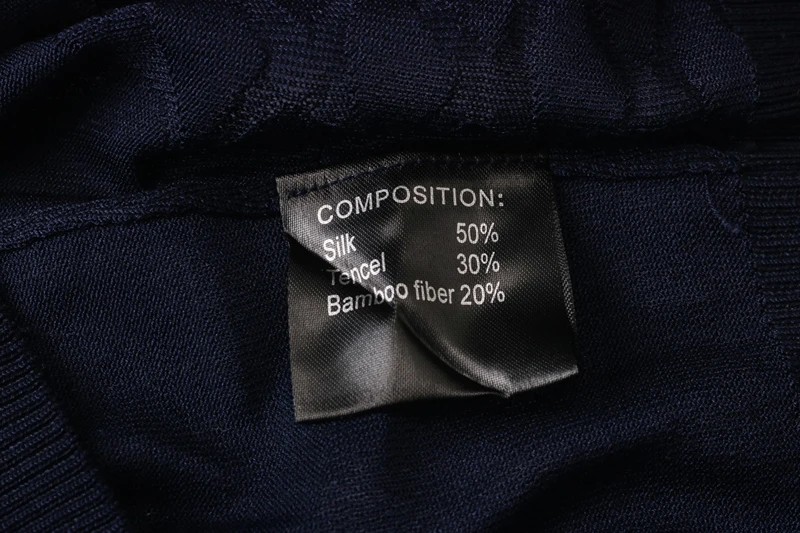 COMPOSITION:
Silk 50%
Tencel 30%
Bamboo fiber 20%